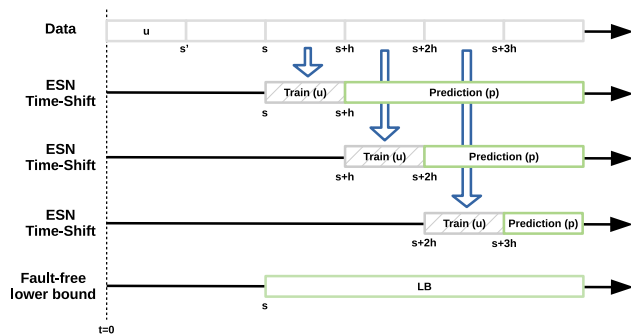 Data
u
s'
s
s+h
s+2h
s+3h
ESN
Time-Shift
Train (u)
Prediction (p)
s
s+h
ESN
Time-Shift
Train (u)
Prediction (p)
s+h
s+2h
ESN
Time-Shift
Train (u)
Prediction (p)
s+2h
s+3h
Fault-free
lower bound
LB
s
t=0